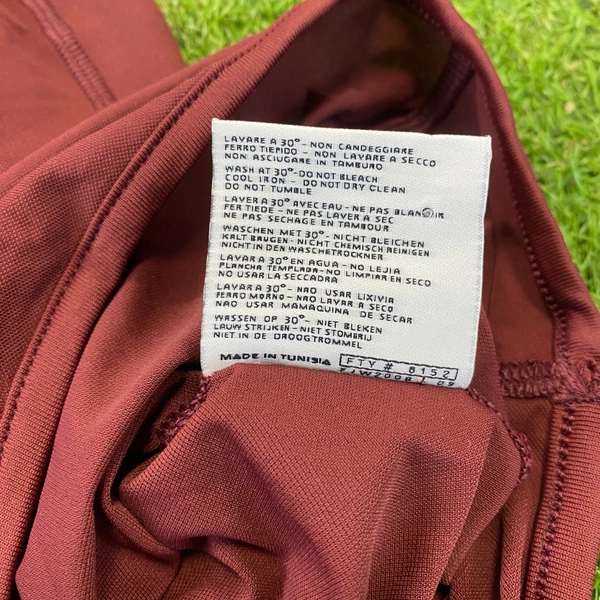 LAVARE A 30° - NON CANDEGGIARE
FERRO TIEPIDO - NON LAVARE A SECCO
NON ASCIUGARE IN TAMBURO
WASH AT 30° - DO NOT BLEACH
COOL IRON - DO NOT DRY CLEAN
DO NOT TUMBLE
LAVER A 30° AVEC EAU - NE PAS BLANCHIR
FER TIEDE - NE PAS LAVER A SEC
NE PAS SECHAGE EN TAMBOUR
WASCHEN MET 30° - NICHT BLEICHEN
KALT BRUGEN - NICHT CHEMISCH REINIGEN
NICHT IN DEN WASCHETROCKNER
LAVAR A 30° EN AGUA - NO LEJIA
PLANCHA TEMPLADA - NO LIMPIAR EN SECO
NO USAR LA SECCADRA
LAVAR A 30° - NAO USAR LIXIVIA
FERRO MORNO - NAO LAVAR A SECO
NAO USAR MAMAQUINA DE SECAR
WASSEN OP 30° - NIET BLEKEN
LAUW STRIJKEN - NIET STOMERIJ
NIET IN DE DROOGTROMMEL
MADE IN TUNISIA FTY # 6152